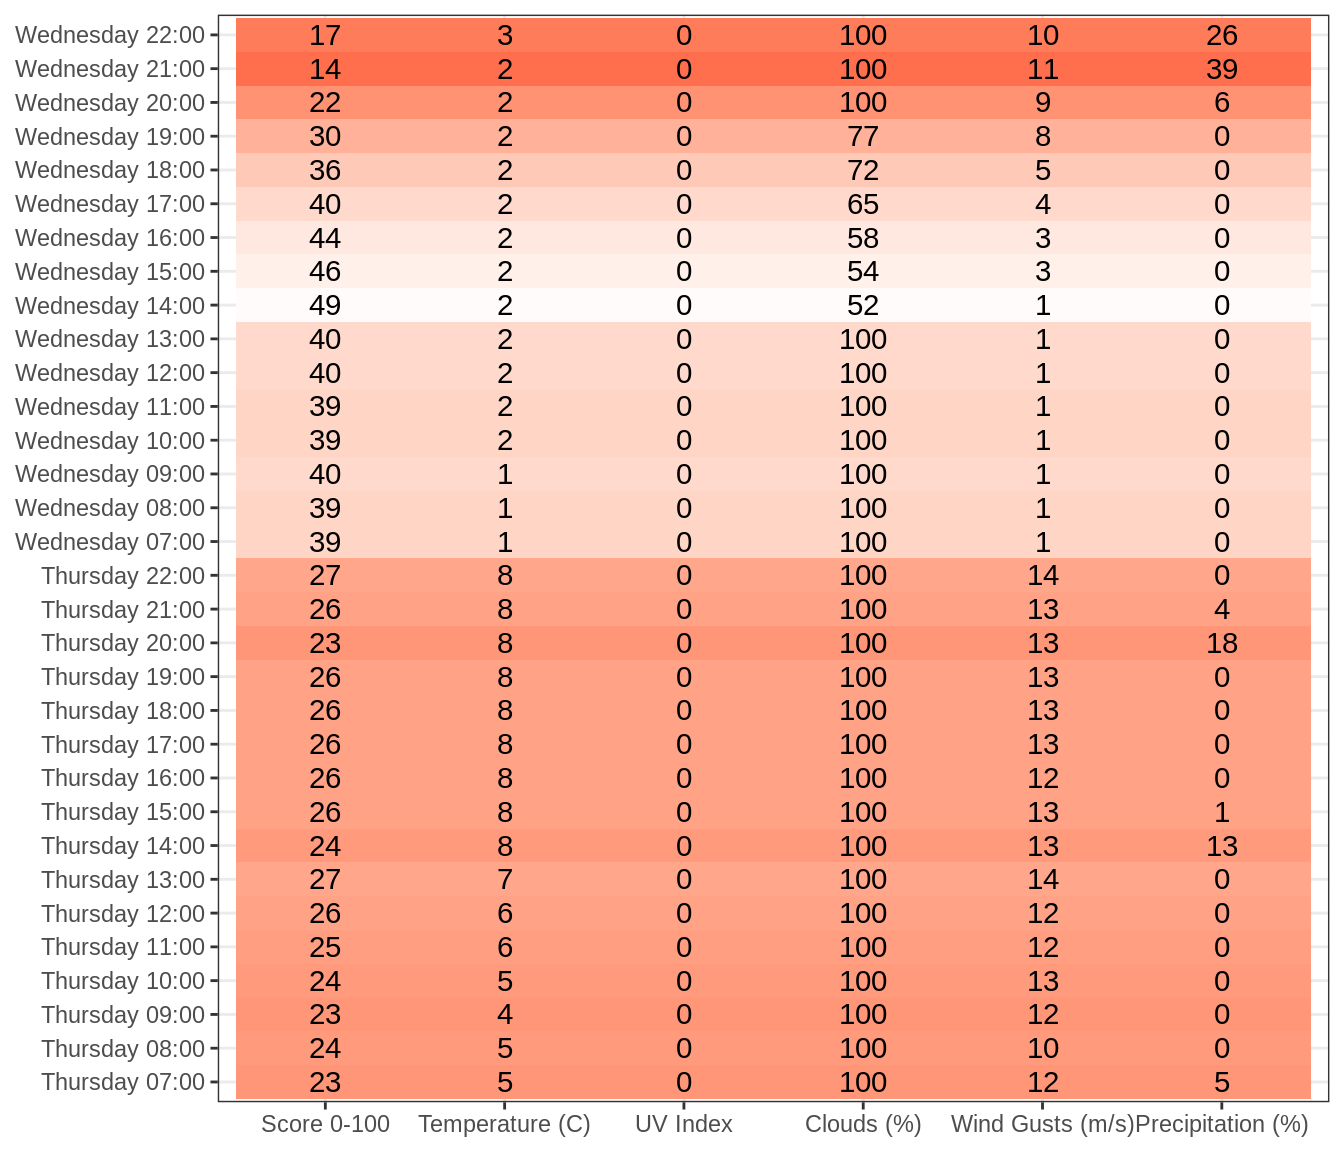 Wednesday 22:00 17 3 0 100 10 26
Wednesday 21:00 14 2 0 100 11 39
Wednesday 20:00 22 2 0 100 9 6
Wednesday 19:00 30 2 0 77 8 0
Wednesday 18:00 36 2 0 72 5 0
Wednesday 17:00 40 2 0 65 4 0
Wednesday 16:00 44 2 0 58 3 0
Wednesday 15:00 46 2 0 54 3 0
Wednesday 14:00 49 2 0 52 1 0
Wednesday 13:00 40 2 0 100 1 0
Wednesday 12:00 40 2 0 100 1 0
Wednesday 11:00 39 2 0 100 1 0
Wednesday 10:00 39 2 0 100 1 0
Wednesday 09:00 40 1 0 100 1 0
Wednesday 08:00 39 1 0 100 1 0
Wednesday 07:00 39 1 0 100 1 0
Thursday 22:00 27 8 0 100 14 0
Thursday 21:00 26 8 0 100 13 4
Thursday 20:00 23 8 0 100 13 18
Thursday 19:00 26 8 0 100 13 0
Thursday 18:00 26 8 0 100 13 0
Thursday 17:00 26 8 0 100 13 0
Thursday 16:00 26 8 0 100 12 0
Thursday 15:00 26 8 0 100 13 1
Thursday 14:00 24 8 0 100 13 13
Thursday 13:00 27 7 0 100 14 0
Thursday 12:00 26 6 0 100 12 0
Thursday 11:00 25 6 0 100 12 0
Thursday 10:00 24 5 0 100 13 0
Thursday 09:00 23 4 0 100 12 0
Thursday 08:00 24 5 0 100 10 0
Thursday 07:00 23 5 0 100 12 5
Score 0-100 Temperature (C) UV Index Clouds (%) Wind Gusts (m/s) Precipitation (%)